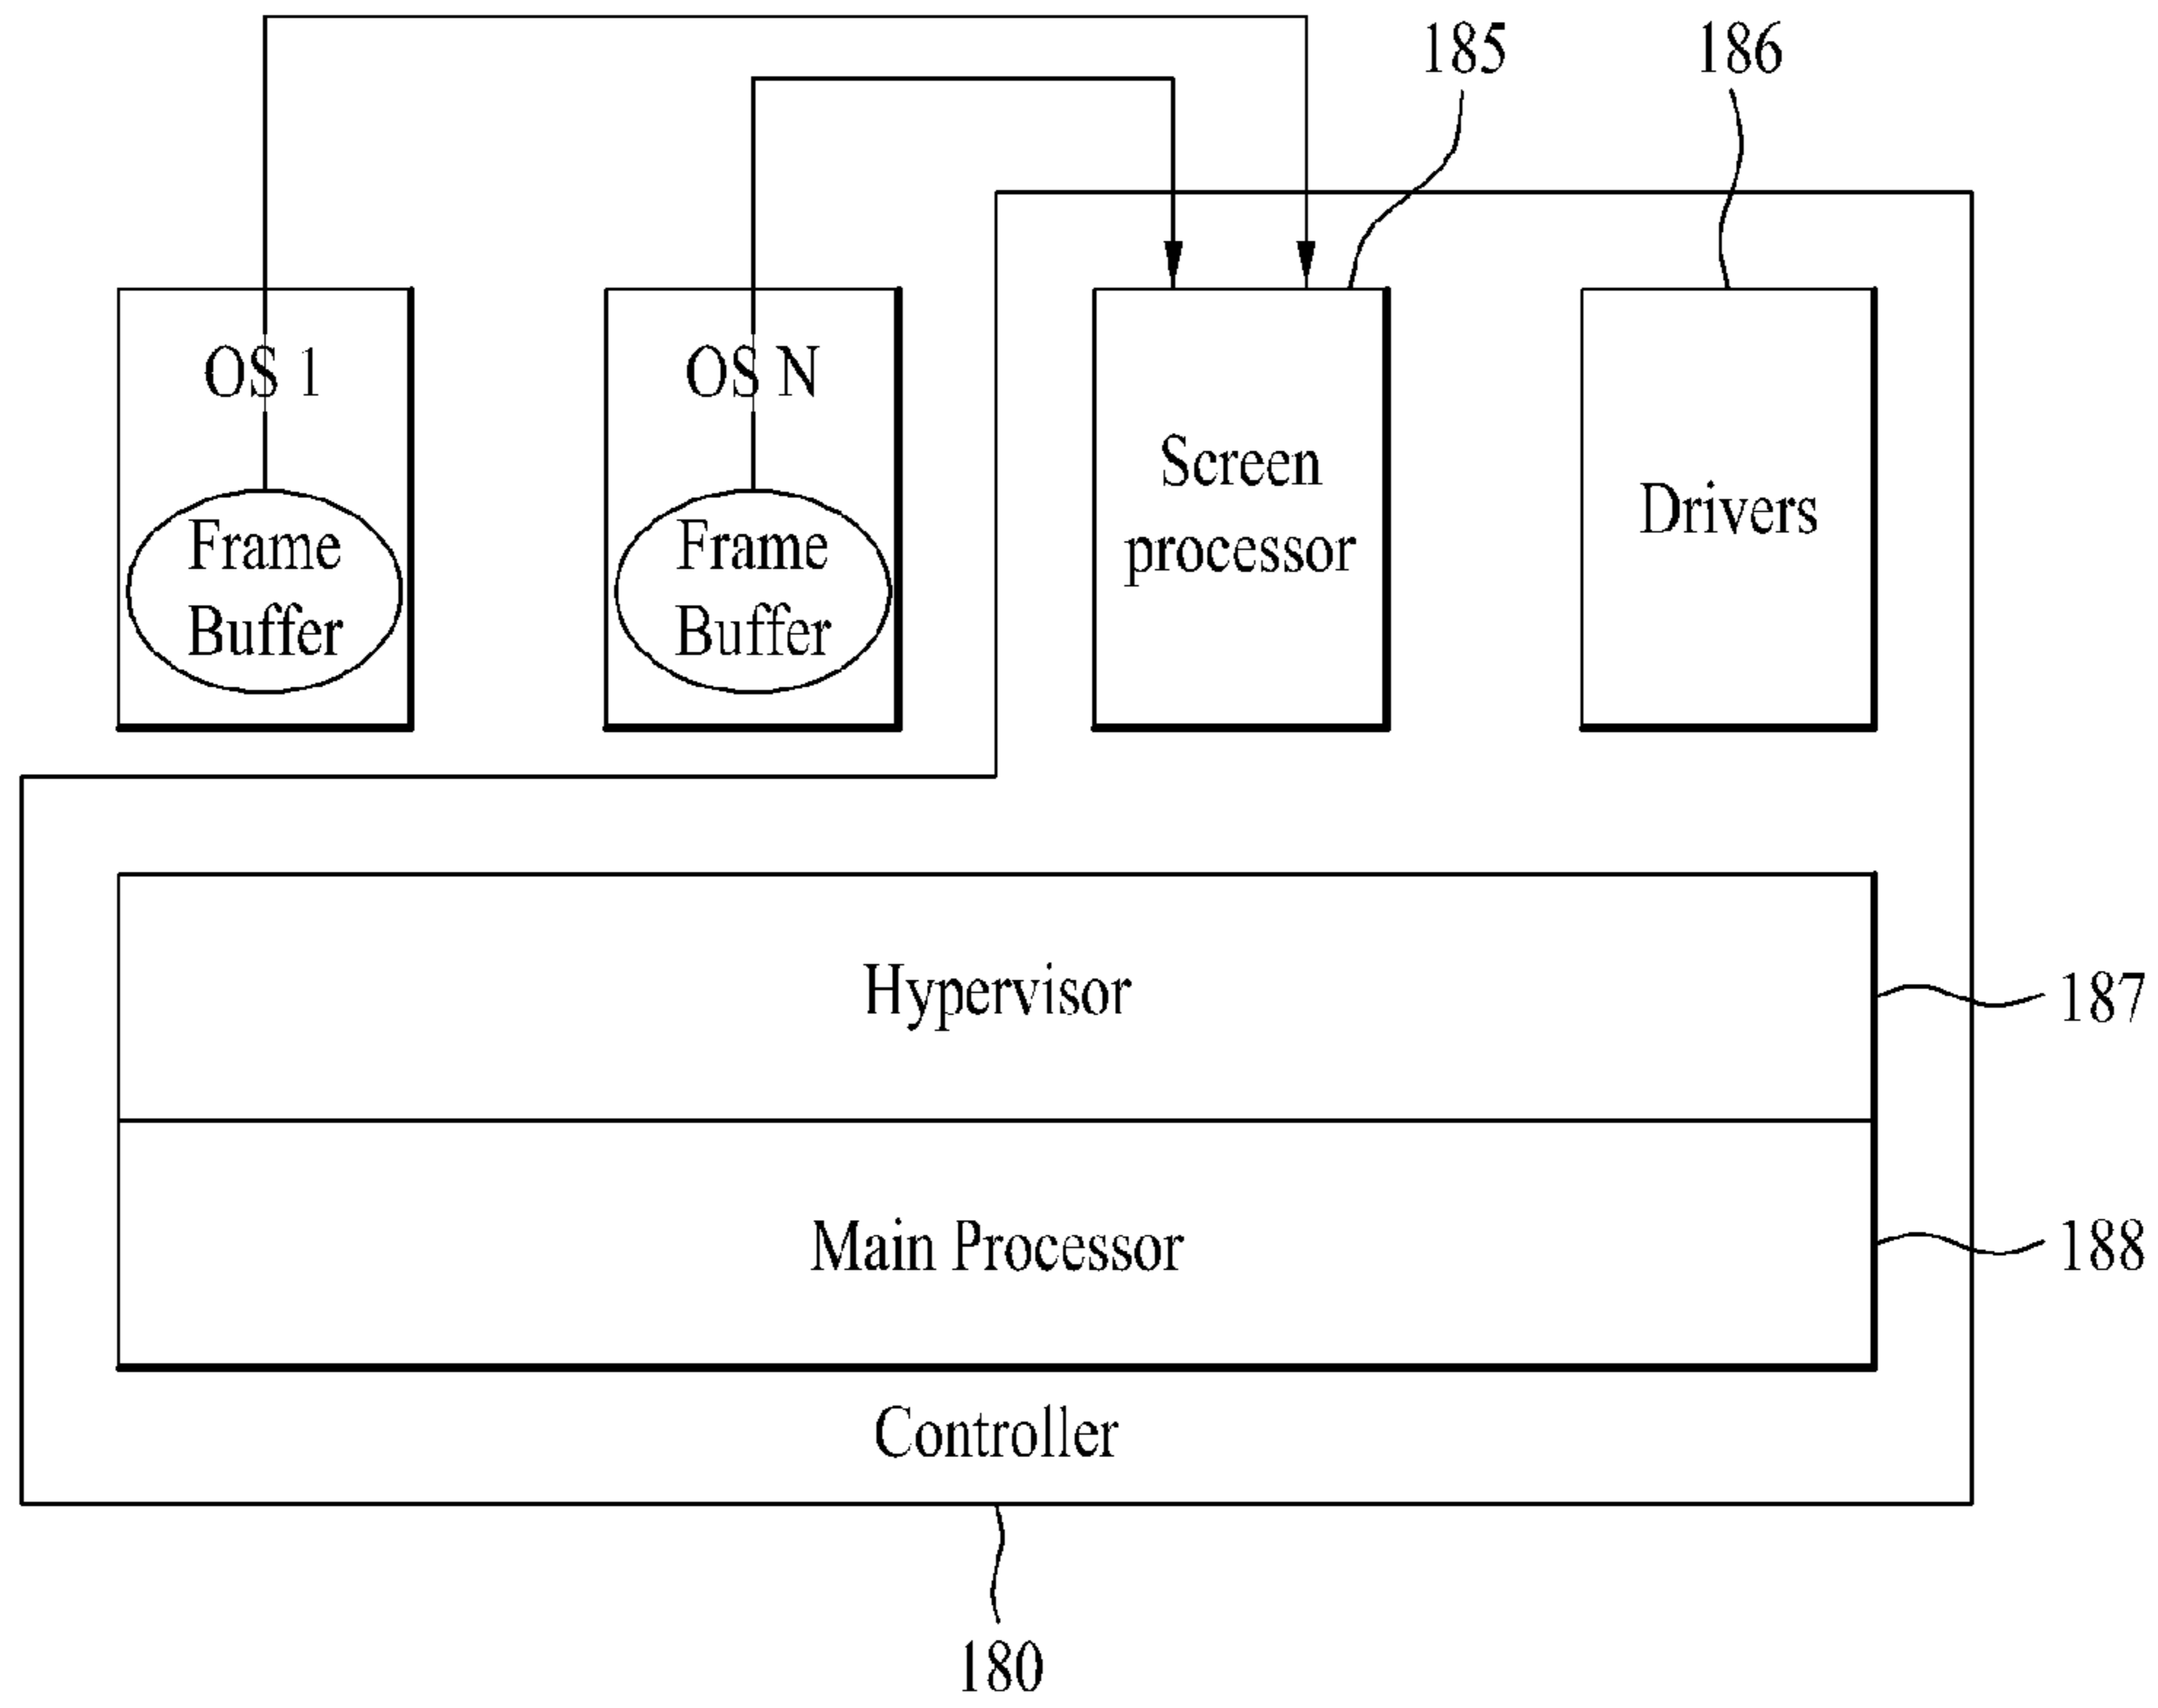 185
186
OS 1
OS N
Frame
Buffer
Frame
Buffer
Screen
processor
Drivers
Hypervisor
187
Main Processor
188
Controller
180